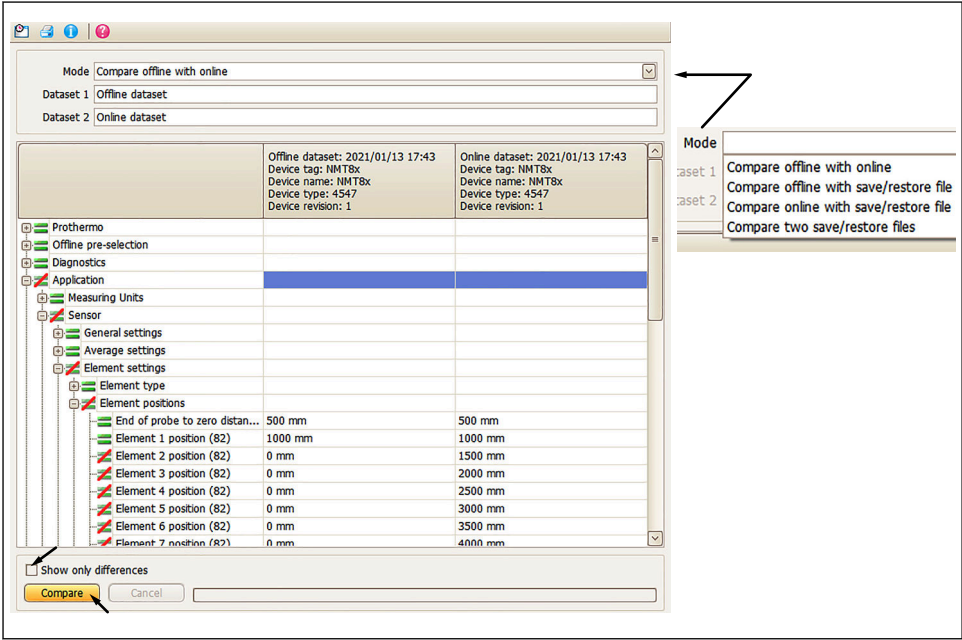 Mode Compare offline with online
Dataset 1 Offline dataset
Dataset 2 Online dataset
Offline dataset: 2021/01/13 17:43
Device tag: NMT8x
Device name: NMT8x
Device type: 4547
Device revision: 1
Online dataset: 2021/01/13 17:43
Device tag: NMT8x
Device name: NMT8x
Device type: 4547
Device revision: 1
Prothermo
Offline pre-selection
Diagnostics
Application
Measuring Units
Sensor
General settings
Average settings
Element settings
Element type
Element positions
End of probe to zero distan... 500 mm 500 mm
Element 1 position (82) 1000 mm 1000 mm
Element 2 position (82) 0 mm 1500 mm
Element 3 position (82) 0 mm 2000 mm
Element 4 position (82) 0 mm 2500 mm
Element 5 position (82) 0 mm 3000 mm
Element 6 position (82) 0 mm 3500 mm
Element 7 position (82) 0 mm 4000 mm
Show only differences
Compare Cancel
Mode
taset 1
taset 2
Compare offline with online
Compare offline with save/restore file
Compare online with save/restore file
Compare two save/restore files